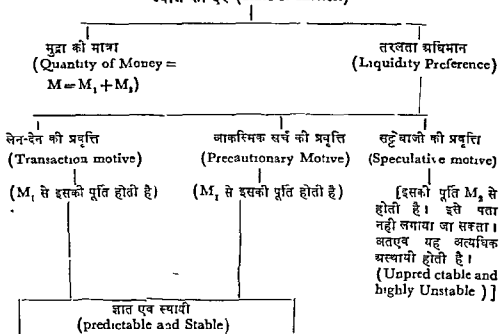 मुद्रा की मात्रा
(Quantity of Money=
M=M₁+M₂)
तरलता अधिमान
(Liquidity Preference)
लेन-देन की प्रवृत्ति
(Transaction motive)
(M₁ से इसकी पूर्ति होती है)
आकस्मिक खर्च की प्रवृत्ति
(Precautionary Motive)
(M₁ से इसकी पूर्ति होती है)
सट्टेबाजी की प्रवृत्ति
(Speculative motive)
[इसकी पूर्ति M₂ से
होती है। इसे पता
नही लगाया जा सकता।
अतएव यह अत्यधिक
अस्थायी होती है।
(Unpred ctable and
highly Unstable )]
ज्ञात एव स्थायी
(predictable and Stable)